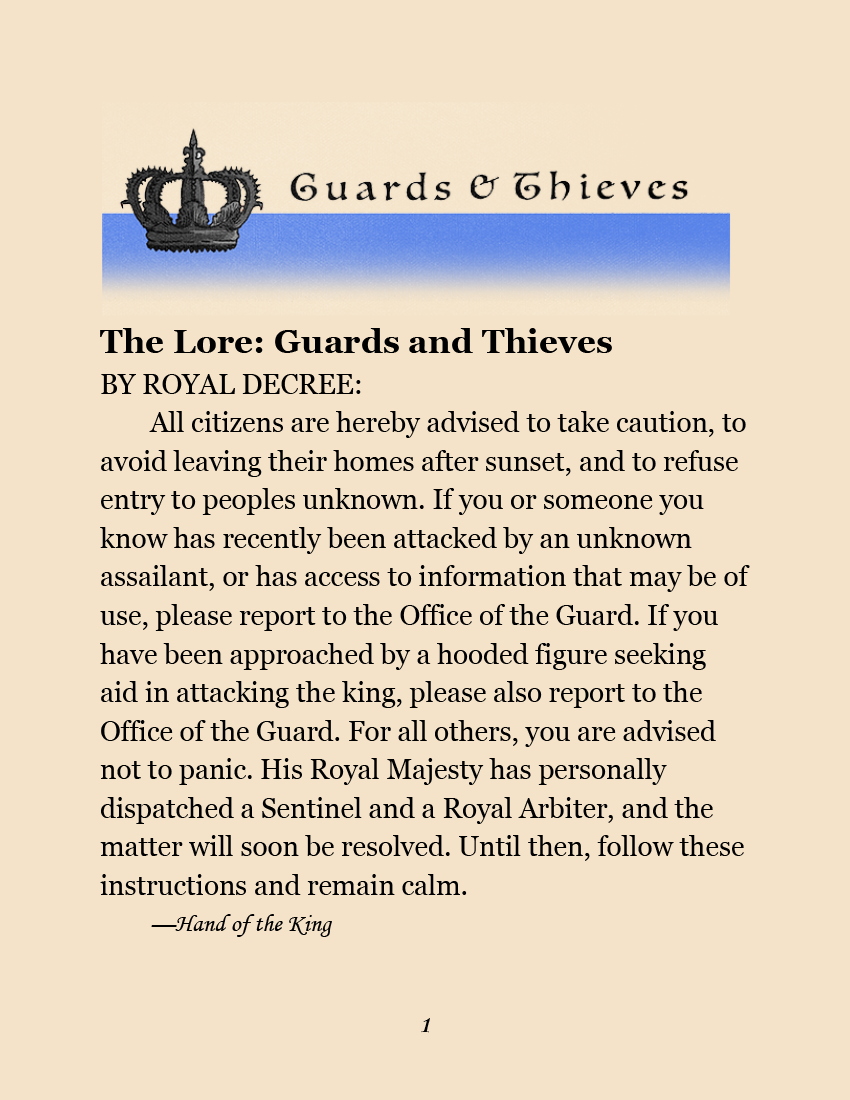 Guards & Thieves
The Lore: Guards and Thieves
BY ROYAL DECREE:
All citizens are hereby advised to take caution, to
avoid leaving their homes after sunset, and to refuse
entry to peoples unknown. If you or someone you
know has recently been attacked by an unknown
assailant, or has access to information that may be of
use, please report to the Office of the Guard. If you
have been approached by a hooded figure seeking
aid in attacking the king, please also report to the
Office of the Guard. For all others, you are advised
not to panic. His Royal Majesty has personally
dispatched a Sentinel and a Royal Arbiter, and the
matter will soon be resolved. Until then, follow these
instructions and remain calm.
—Hand of the King
1